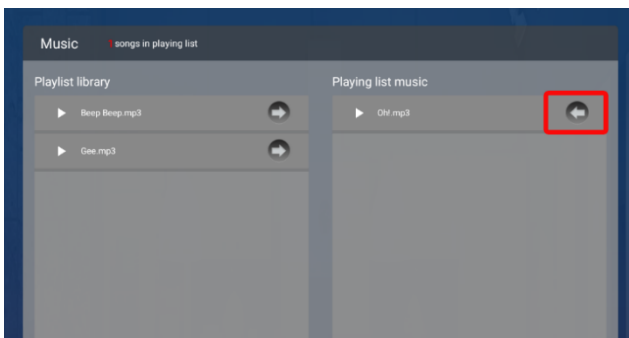 Music 1 songs in playing list
Playlist library
Beep Beep.mp3
Gee.mp3
Playing list music
Oh!.mp3